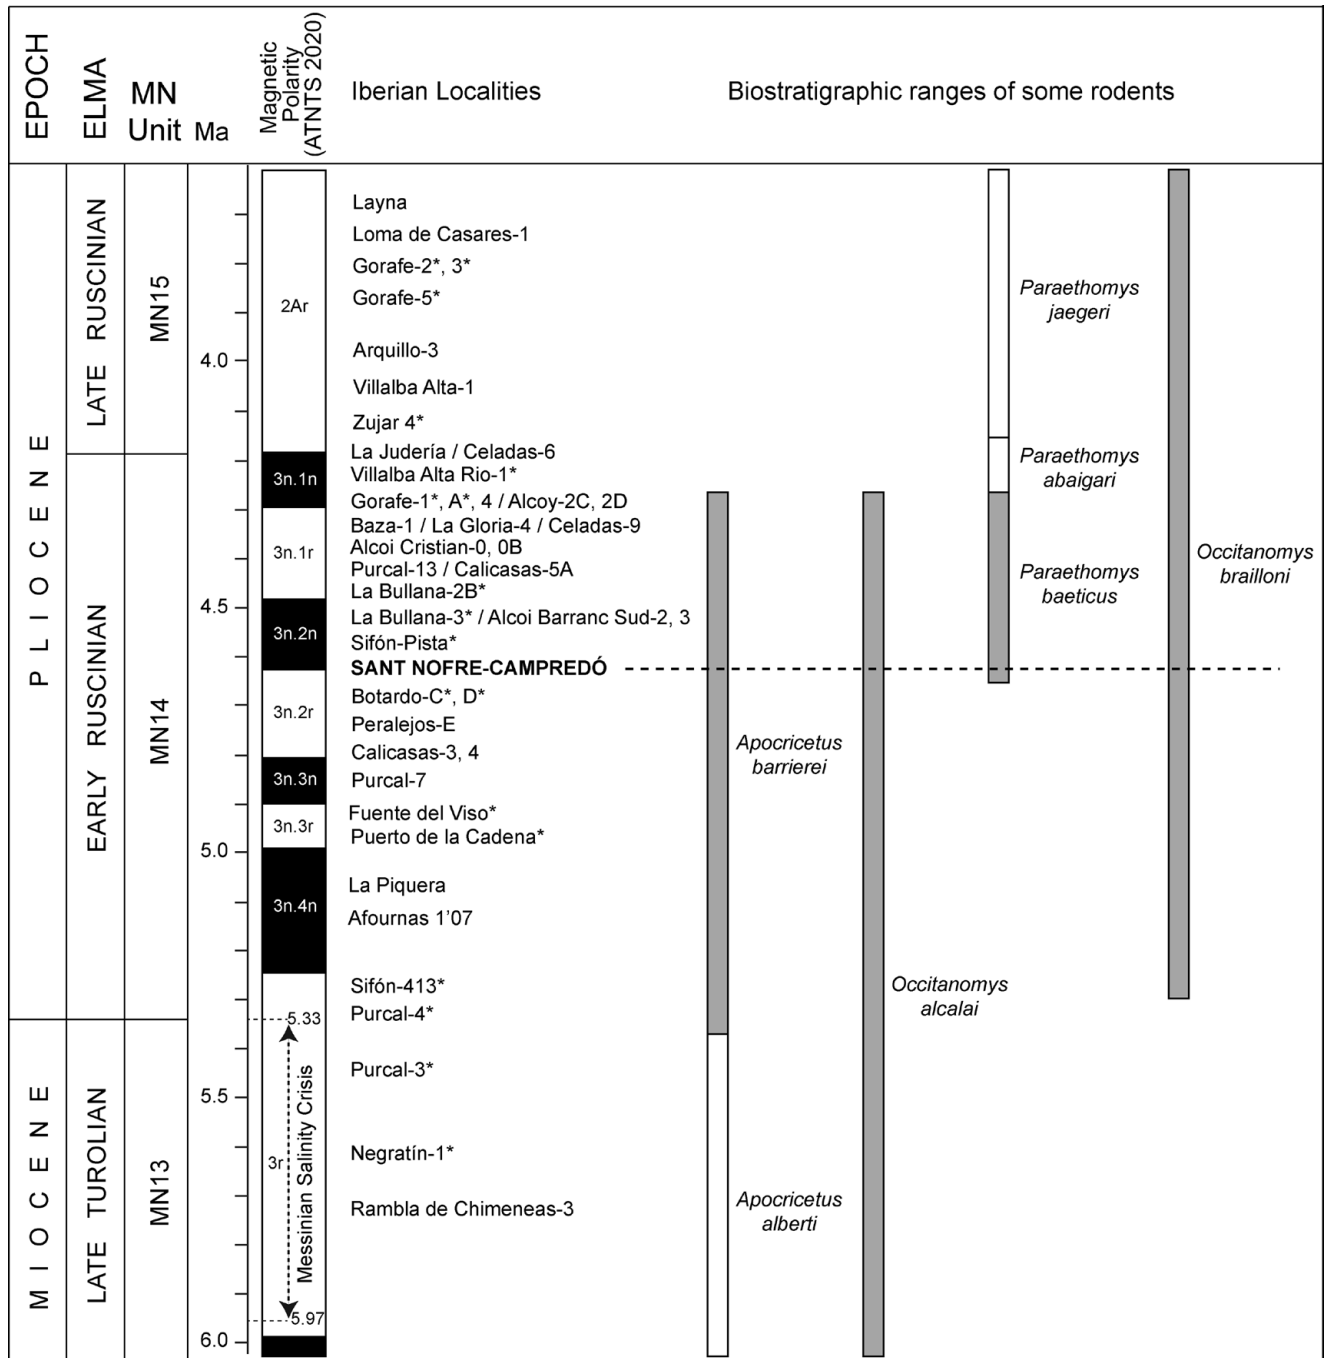 EPOCH
ELMA
MN
Unit
Ma
Magnetic
Polarity
(ATNTS 2020)
Iberian Localities
Biostratigraphic ranges of some rodents
PLIOCENE
MIOCENE
LATE RUSCINIAN
EARLY RUSCINIAN
LATE TUROLIAN
MN15
MN14
MN13
4.0
4.5
5.0
5.5
6.0
2Ar
3n.1n
3n.1r
3n.2n
3n.2r
3n.3n
3n.3r
3n.4n
5.33
3r
Messinian Salinity Crisis
5.97
Layna
Loma de Casares-1
Gorafe-2*, 3*
Gorafe-5*
Arquillo-3
Villalba Alta-1
Zujar 4*
La Judería / Celadas-6
Villalba Alta Rio-1*
Gorafe-1*, A*, 4 / Alcoy-2C, 2D
Baza-1 / La Gloria-4 / Celadas-9
Alcoi Cristian-0, 0B
Purcal-13 / Calicasas-5A
La Bullana-2B*
La Bullana-3* / Alcoi Barranc Sud-2, 3
Sifón-Pista*
SANT NOFRE-CAMPREDÓ
Botardo-C*, D*
Peralejos-E
Calicasas-3, 4
Purcal-7
Fuente del Viso*
Puerto de la Cadena*
La Piquera
Afournas 1’07
Sifón-413*
Purcal-4*
Purcal-3*
Negratín-1*
Rambla de Chimeneas-3
Apocricetus
barrierei
Apocricetus
alberti
Occitanomys
alcalai
Paraethomys
jaegeri
Paraethomys
abaigari
Paraethomys
baeticus
Occitanomys
brailloni